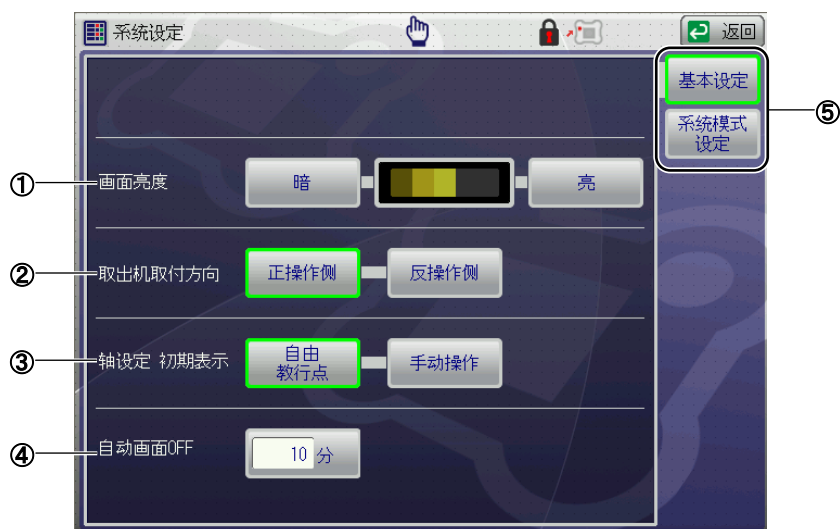 系统设定
返回
基本设定
系统模式
设定
⑤
①
画面亮度
暗
亮
②
取出机取付方向
正操作侧
反操作侧
③
轴设定 初期表示
自由
教行点
手动操作
④
自动画面OFF
10 分